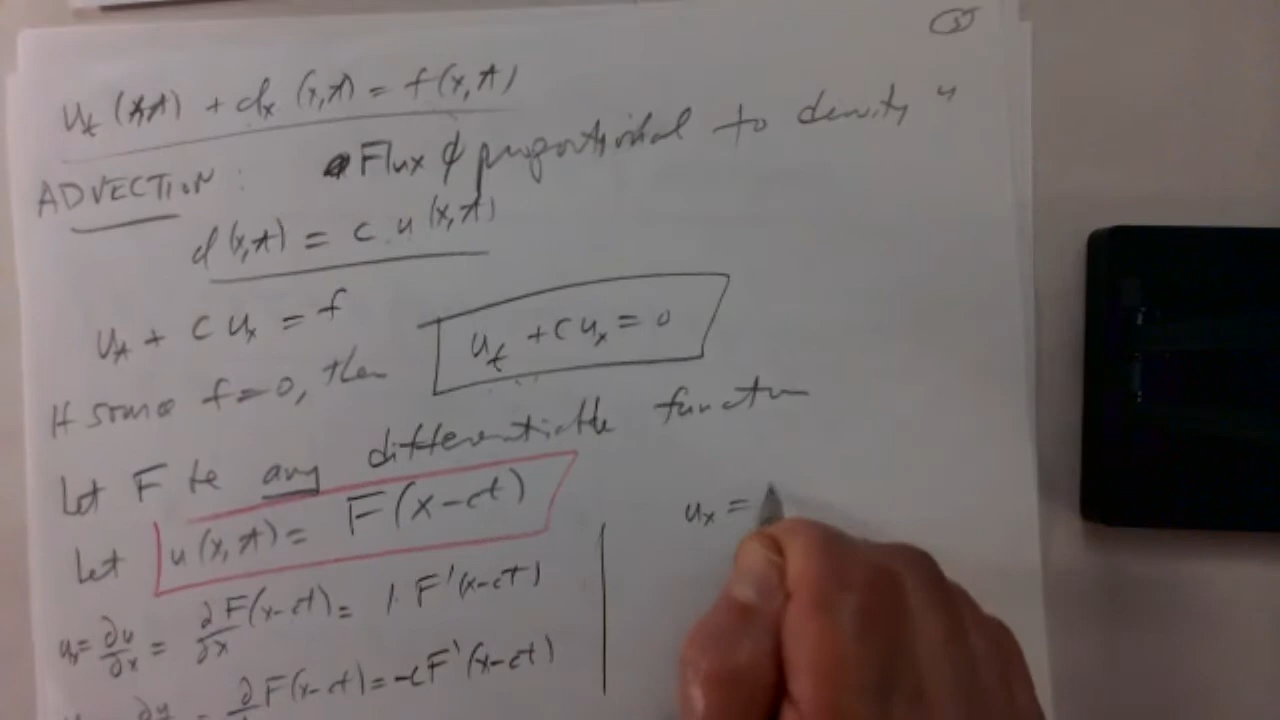 u_t (x,t) + ϕ_x (x,t) = f(x,t)
ADVECTION : Flux ϕ proportional to density "
ϕ(x,t) = c u(x,t)
u_t + c u_x = f
If source f=0, then u_t + c u_x = 0
Let F be any differentiable function
Let u(x,t) = F(x-ct)
u_x = ∂u/∂x = ∂F/∂x (x-ct) = 1. F'(x-ct)
∂u = ∂ F(x-ct) = -cF'(x-ct)
u_x =